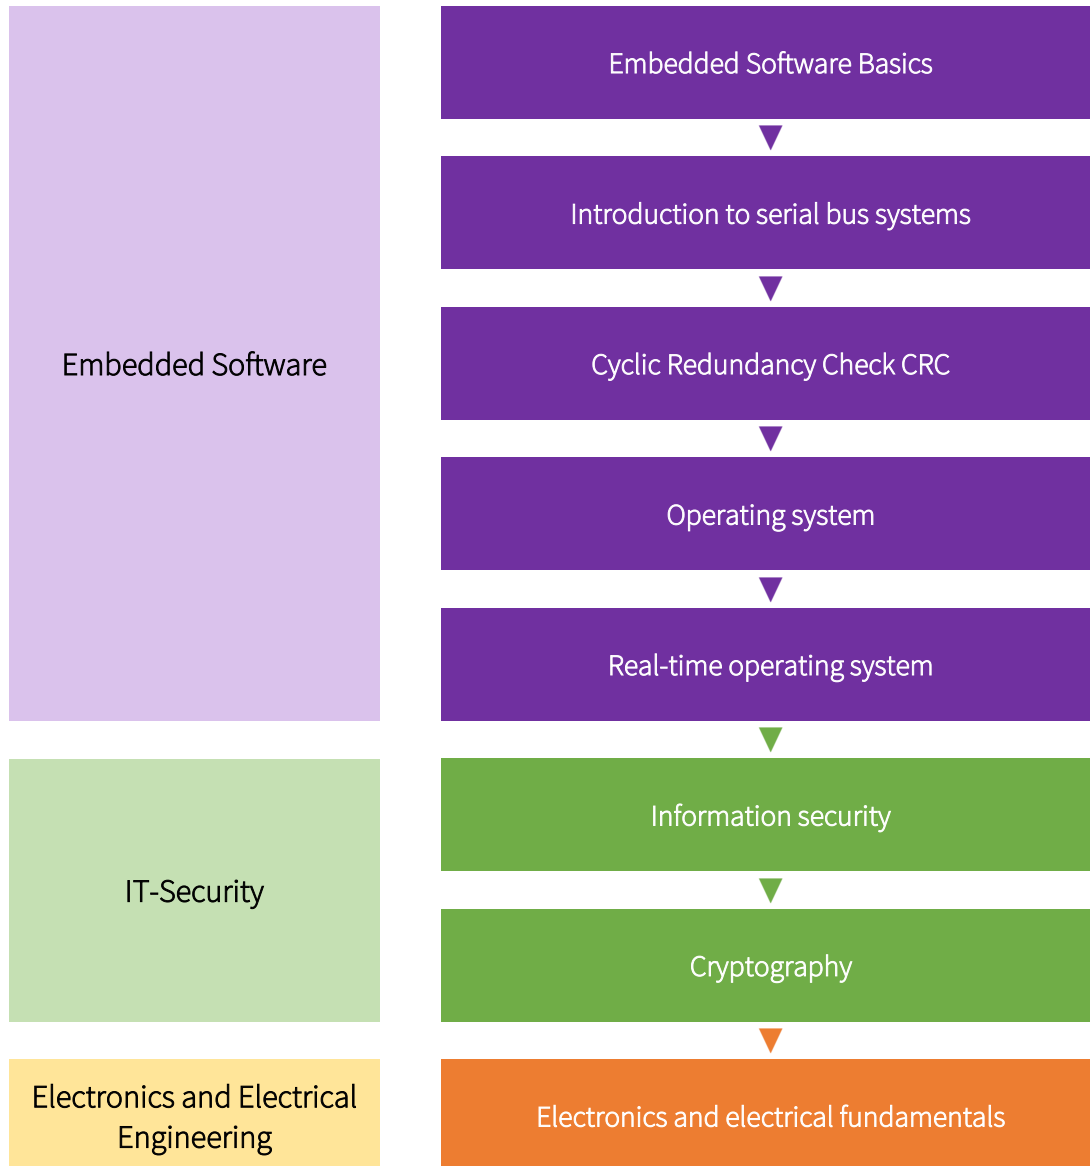 Embedded Software
Embedded Software Basics
Introduction to serial bus systems
Cyclic Redundancy Check CRC
Operating system
Real-time operating system
IT-Security
Information security
Cryptography
Electronics and Electrical
Engineering
Electronics and electrical fundamentals